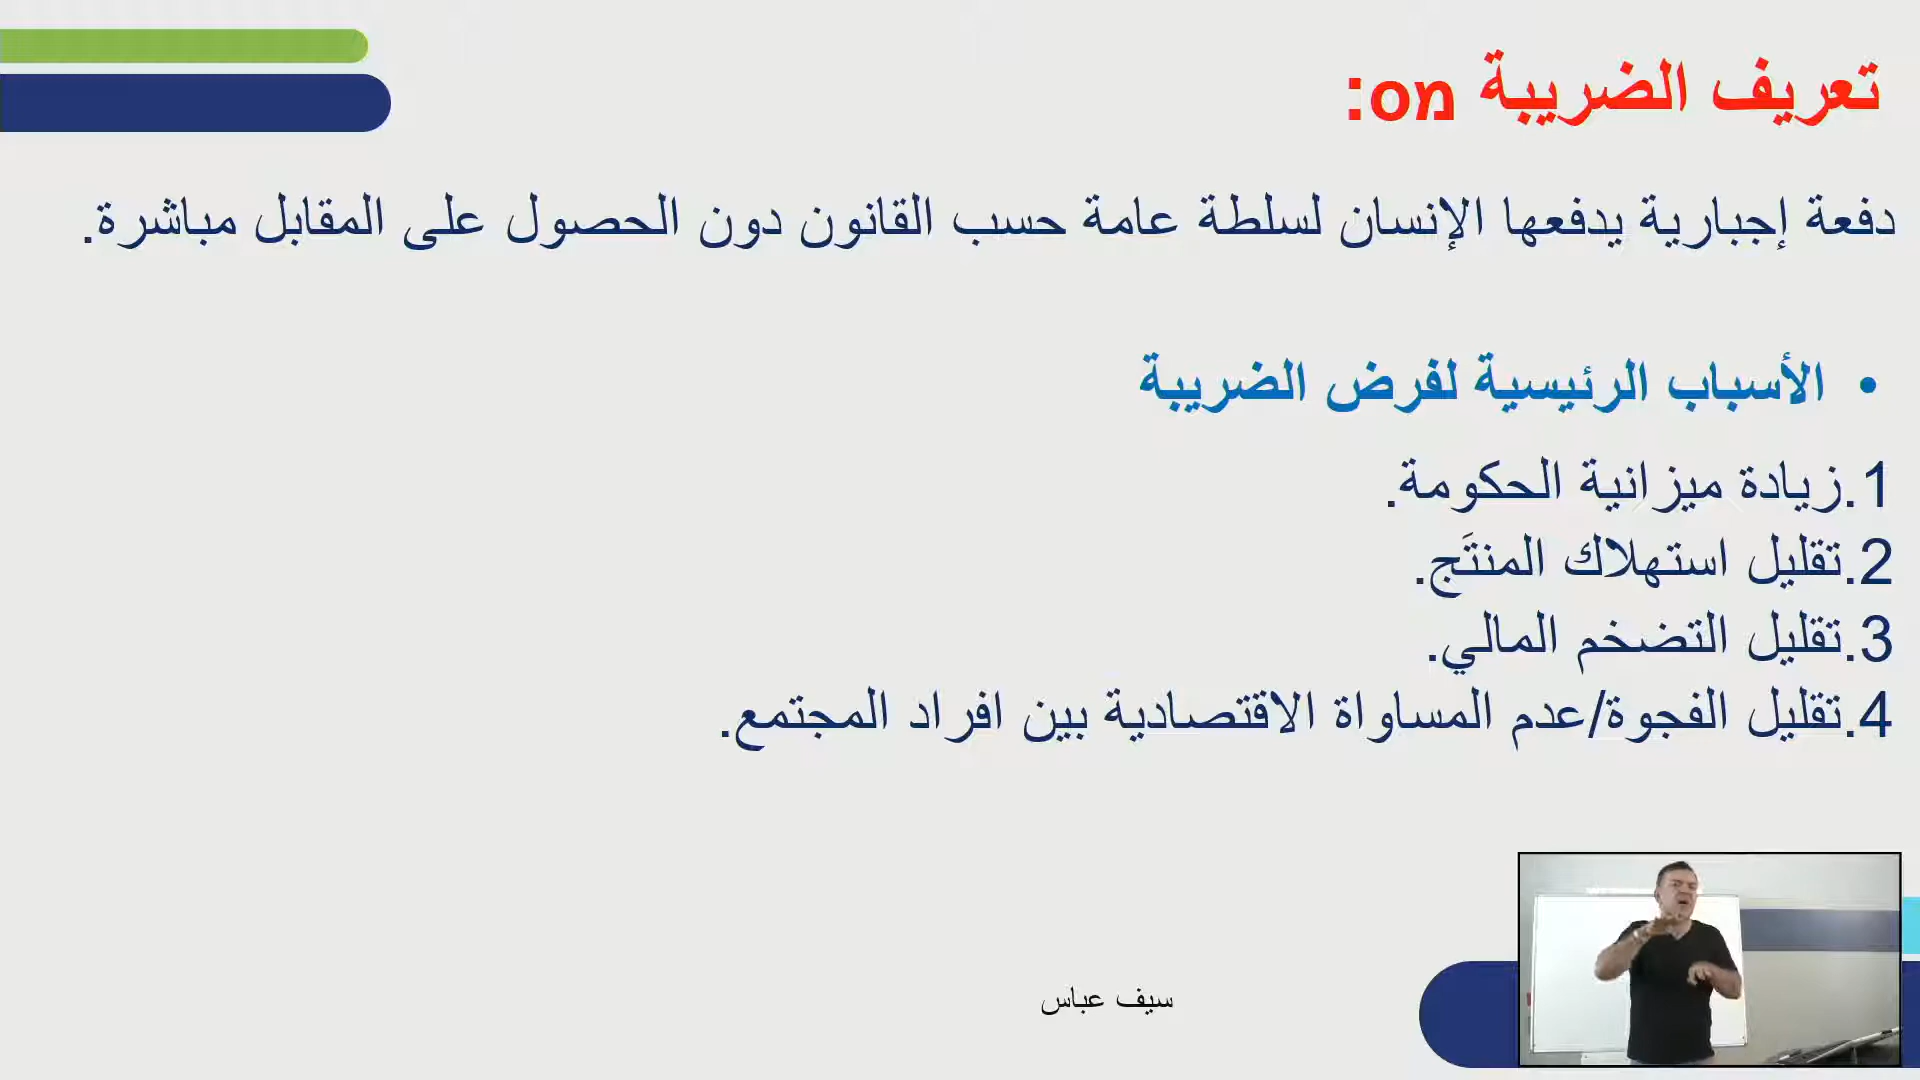 تعريف الضريبة מס:
دفعة إجبارية يدفعها الإنسان لسلطة عامة حسب القانون دون الحصول على المقابل مباشرة.
• الأسباب الرئيسية لفرض الضريبة
1.زيادة ميزانية الحكومة.
2.تقليل استهلاك المنتَج.
3.تقليل التضخم المالي.
4.تقليل الفجوة/عدم المساواة الاقتصادية بين افراد المجتمع.
سيف عباس